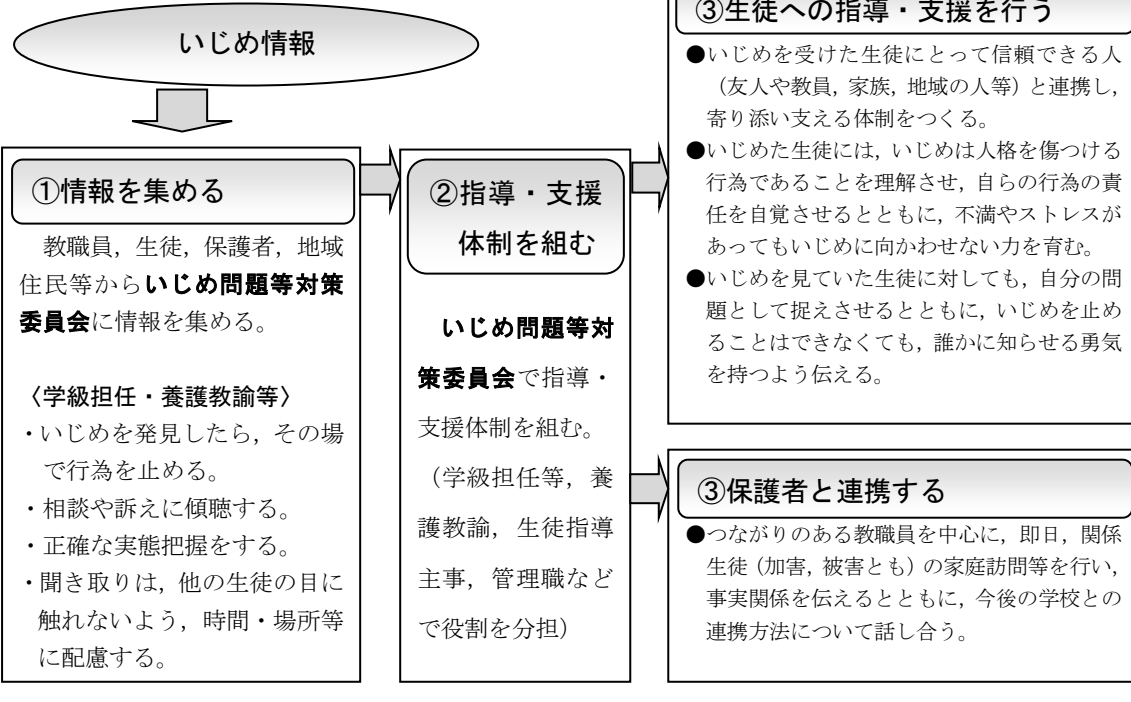 いじめ情報
①情報を集める
教職員，生徒，保護者，地域
住民等からいじめ問題等対策
委員会に情報を集める。
〈学級担任・養護教諭等〉
・いじめを発見したら，その場
で行為を止める。
・相談や訴えに傾聴する。
・正確な実態把握をする。
・聞き取りは，他の生徒の目に
触れないよう，時間・場所等
に配慮する。
②指導・支援
体制を組む
いじめ問題等対
策委員会で指導・
支援体制を組む。
（学級担任等，養
護教諭，生徒指導
主事，管理職など
で役割を分担）
③生徒への指導・支援を行う
●いじめを受けた生徒にとって信頼できる人
（友人や教員，家族，地域の人等）と連携し，
寄り添い支える体制をつくる。
●いじめた生徒には，いじめは人格を傷つける
行為であることを理解させ，自らの行為の責
任を自覚させるとともに，不満やストレスが
あってもいじめに向かわせない力を育む。
●いじめを見ていた生徒に対しても，自分の問
題として捉えさせるとともに，いじめを止め
ることはできなくても，誰かに知らせる勇気
を持つよう伝える。
③保護者と連携する
●つながりのある教職員を中心に，即日，関係
生徒（加害，被害とも）の家庭訪問等を行い，
事実関係を伝えるとともに，今後の学校との
連携方法について話し合う。